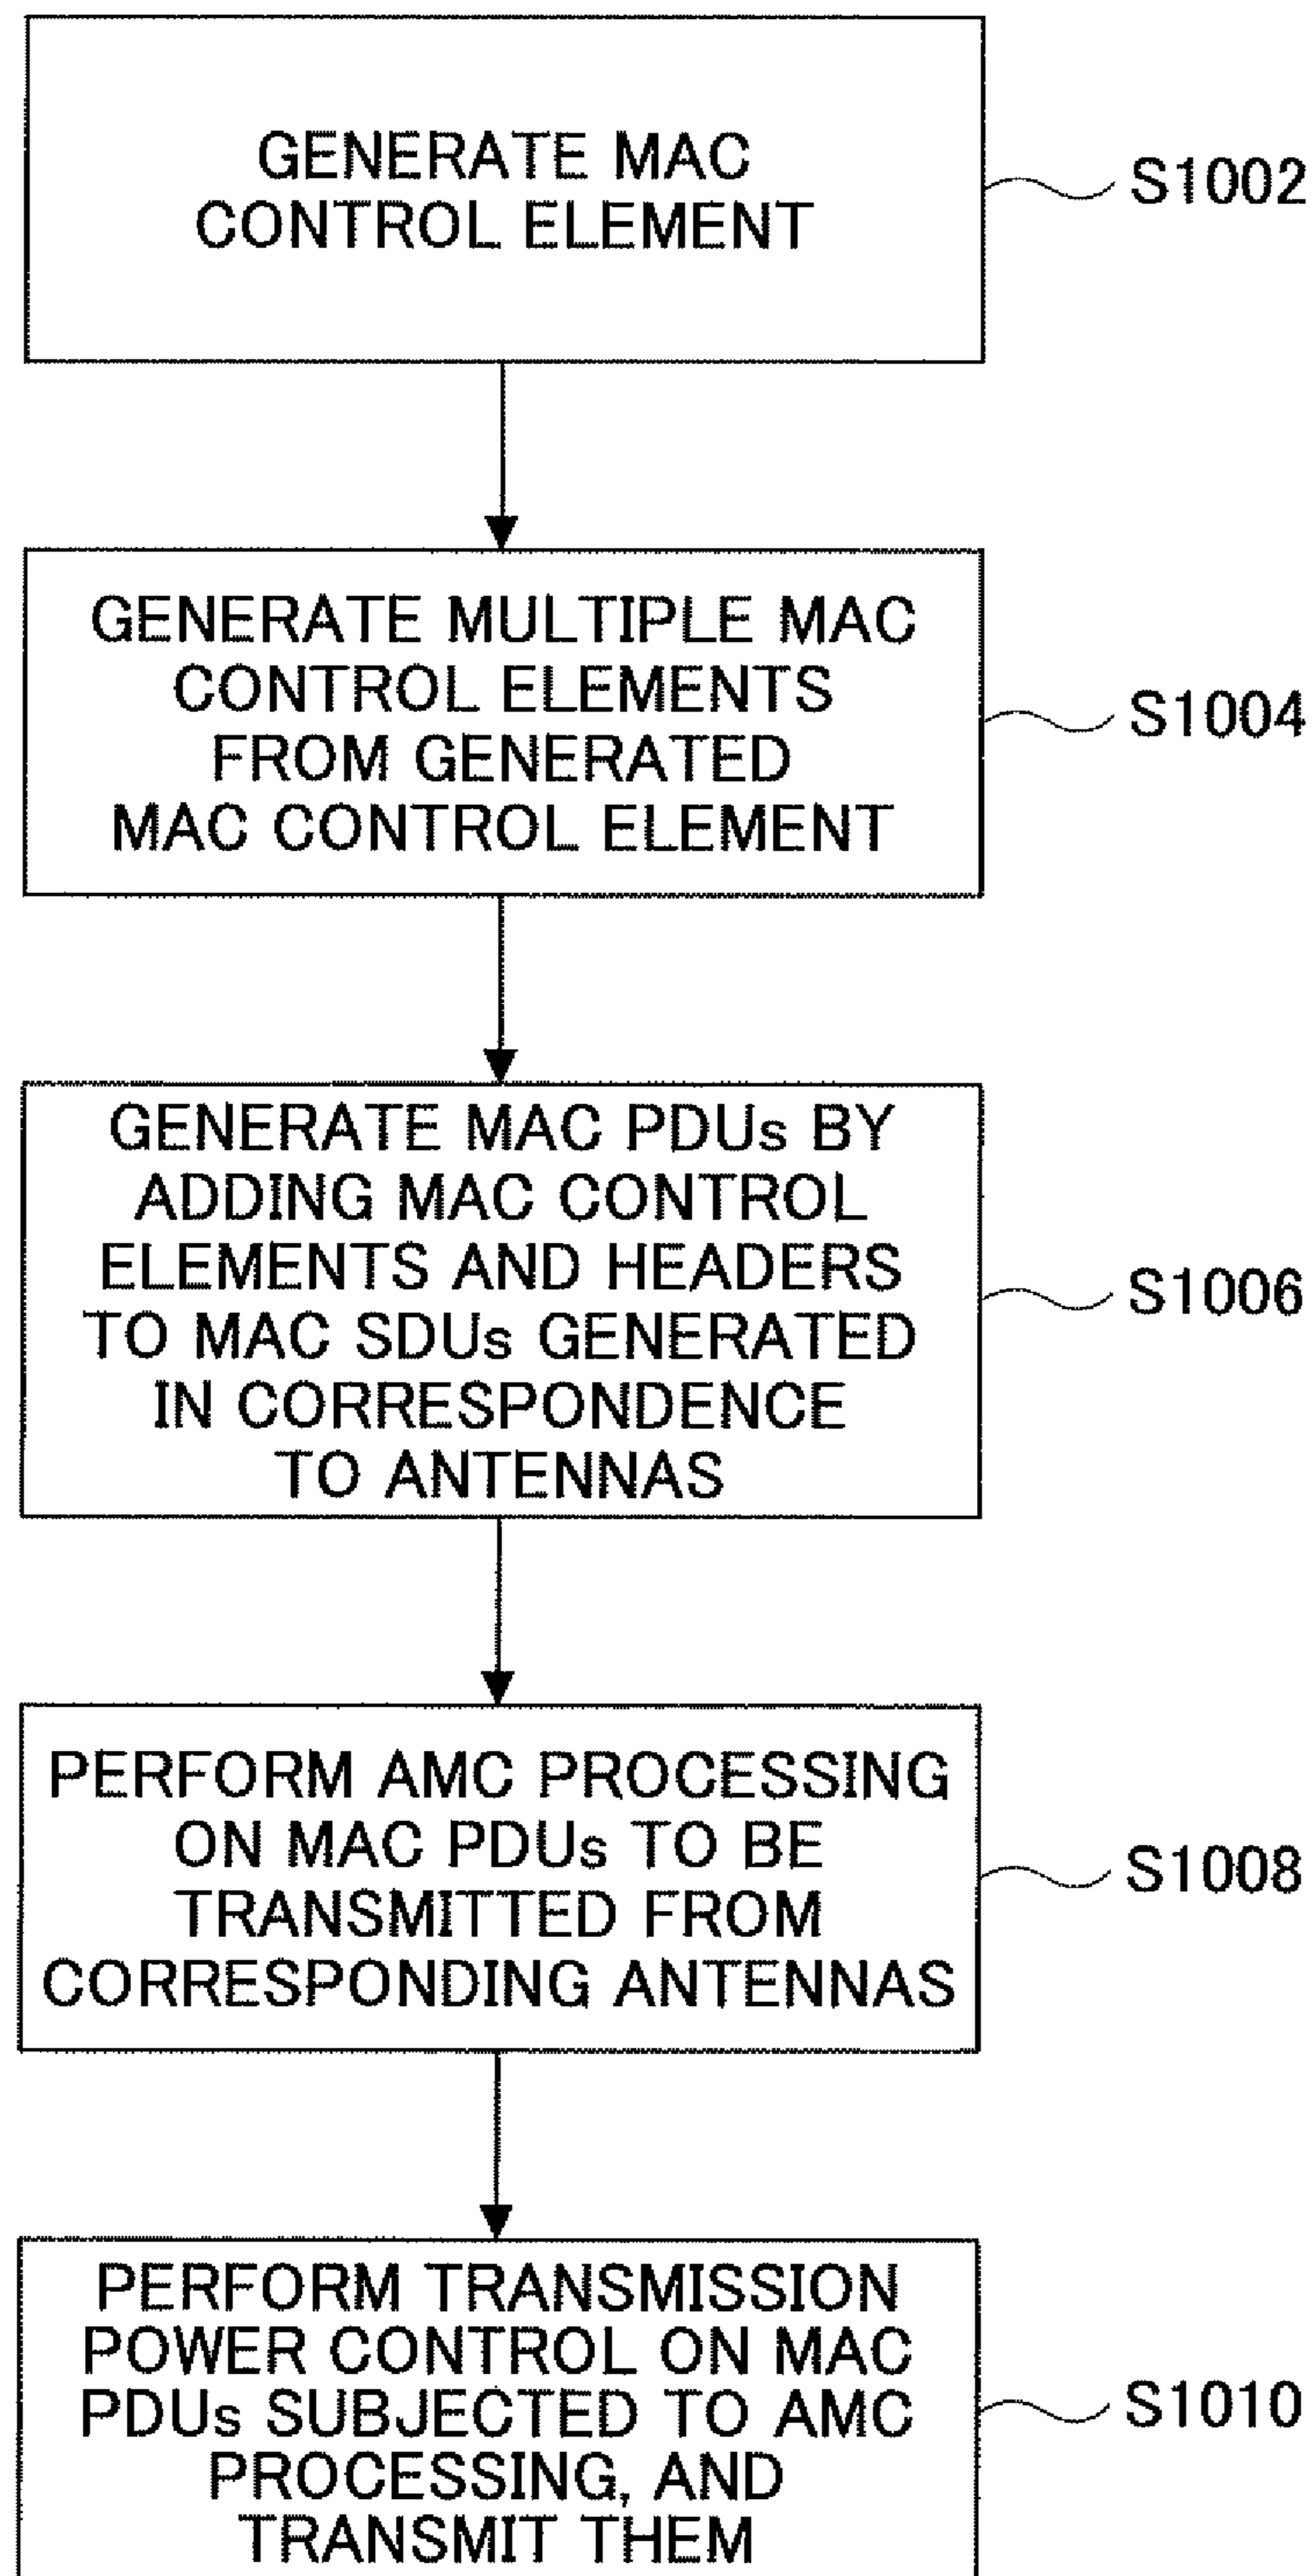 GENERATE MAC
CONTROL ELEMENT
S1002
GENERATE MULTIPLE MAC
CONTROL ELEMENTS
FROM GENERATED
MAC CONTROL ELEMENT
S1004
GENERATE MAC PDUs BY
ADDING MAC CONTROL
ELEMENTS AND HEADERS
TO MAC SDUs GENERATED
IN CORRESPONDENCE
TO ANTENNAS
S1006
PERFORM AMC PROCESSING
ON MAC PDUs TO BE
TRANSMITTED FROM
CORRESPONDING ANTENNAS
S1008
PERFORM TRANSMISSION
POWER CONTROL ON MAC
PDUs SUBJECTED TO AMC
PROCESSING, AND
TRANSMIT THEM
S1010